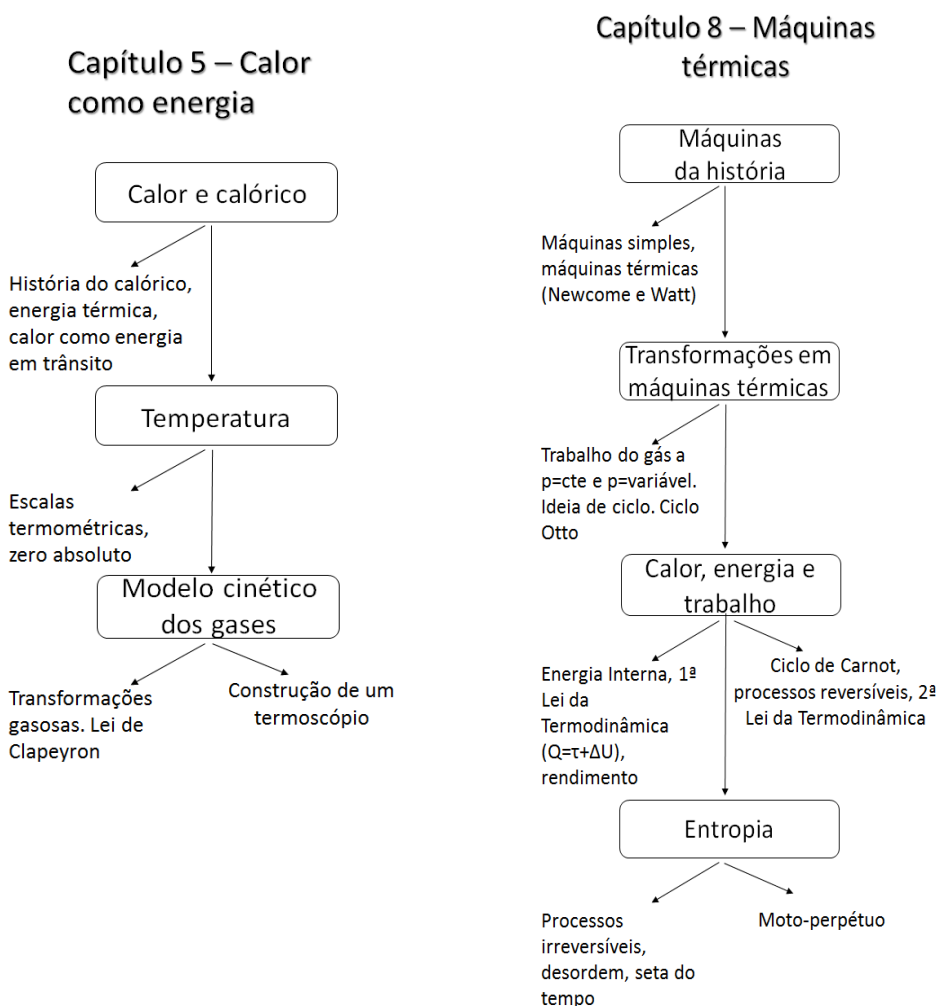 Capítulo 5 – Calor
como energia
Calor e calórico
História do calórico,
energia térmica,
calor como energia
em trânsito
Temperatura
Escalas
termométricas,
zero absoluto
Modelo cinético
dos gases
Transformações
gasosas. Lei de
Clapeyron
Construção de um
termoscópio
Capítulo 8 – Máquinas
térmicas
Máquinas
da história
Máquinas simples,
máquinas térmicas
(Newcome e Watt)
Transformações em
máquinas térmicas
Trabalho do gás a
p=cte e p=variável.
Ideia de ciclo. Ciclo
Otto
Calor, energia e
trabalho
Energia Interna, 1ª
Lei da
Termodinâmica
(Q=τ+ΔU),
rendimento
Ciclo de Carnot,
processos reversíveis, 2ª
Lei da Termodinâmica
Entropia
Processos
irreversíveis,
desordem, seta do
tempo
Moto-perpétuo